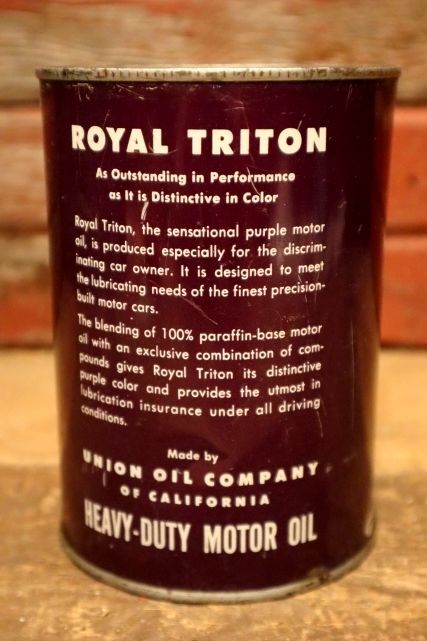 ROYAL TRITON
As Outstanding in Performance
as It is Distinctive in Color
Royal Triton, the sensational purple motor
oil, is produced especially for the discrim-
inating car owner. It is designed to meet
the lubricating needs of the finest precision-
built motor cars.
The blending of 100% paraffin-base motor
oil with an exclusive combination of com-
pounds gives Royal Triton its distinctive
purple color and provides the utmost in
lubrication insurance under all driving
conditions.
Made by
UNION OIL COMPANY
OF CALIFORNIA
HEAVY-DUTY MOTOR OIL